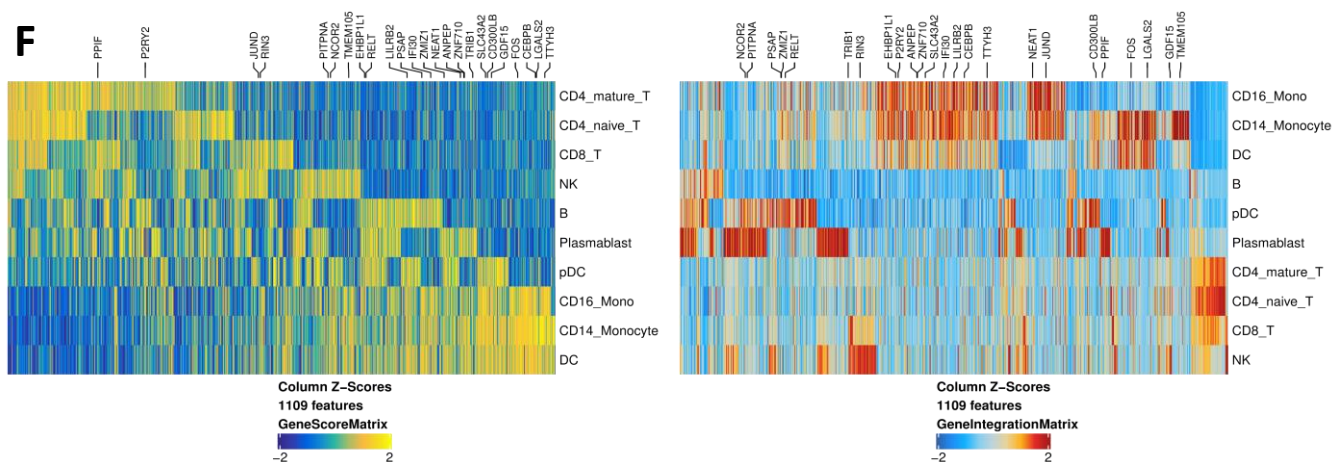 F
PPIF
P2RY2
JUND
RIN3
PITPNA
NCOR2
TMEM105
EHBP1L1
RELT
LILRB2
PSAP
IFI30
ZMIZ1
NEAT1
ANPEP
ZNF710
TRIB1
SLC43A2
CD300LB
GDF15
FOS
CEBPB
LGALS2
TTYH3
CD4_mature_T
CD4_naive_T
CD8_T
NK
B
Plasmablast
pDC
CD16_Mono
CD14_Monocyte
DC
Column Z-Scores
1109 features
GeneScoreMatrix
−2 2
NCOR2
PITPNA
PSAP
ZMIZ1
RELT
TRIB1
RIN3
EHBP1L1
P2RY2
ANPEP
ZNF710
SLC43A2
IFI30
LILRB2
CEBPB
TTYH3
NEAT1
JUND
CD300LB
PPIF
FOS
LGALS2
GDF15
TMEM105
CD16_Mono
CD14_Monocyte
DC
B
pDC
Plasmablast
CD4_mature_T
CD4_naive_T
CD8_T
NK
Column Z-Scores
1109 features
GeneIntegrationMatrix
−2 2